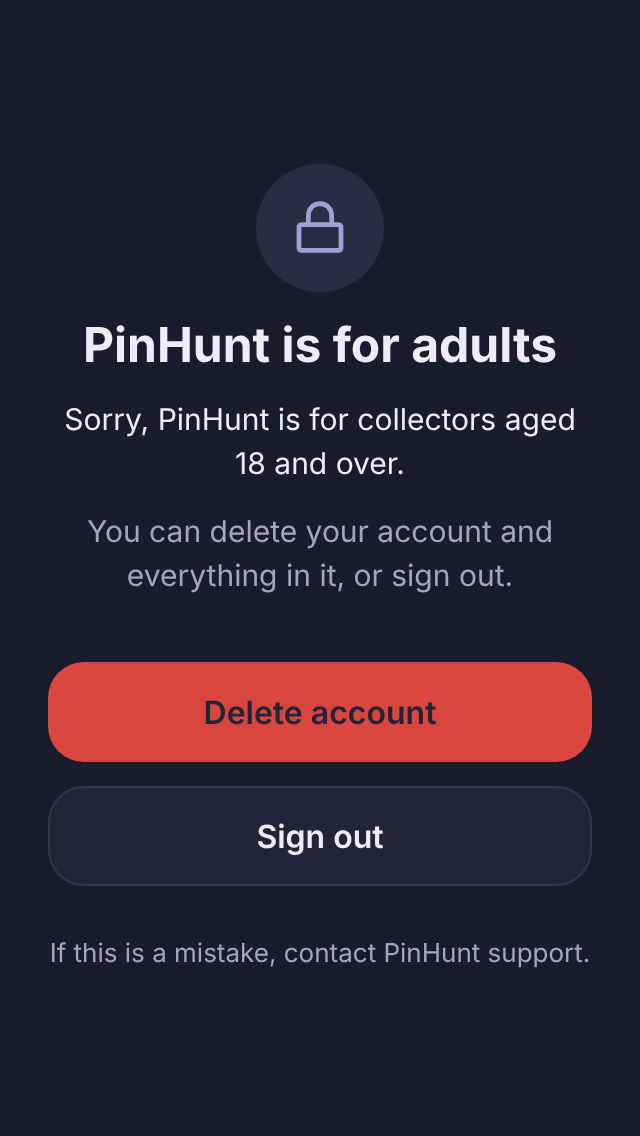 PinHunt is for adults
Sorry, PinHunt is for collectors aged
18 and over.
You can delete your account and
everything in it, or sign out.
Delete account
Sign out
If this is a mistake, contact PinHunt support.